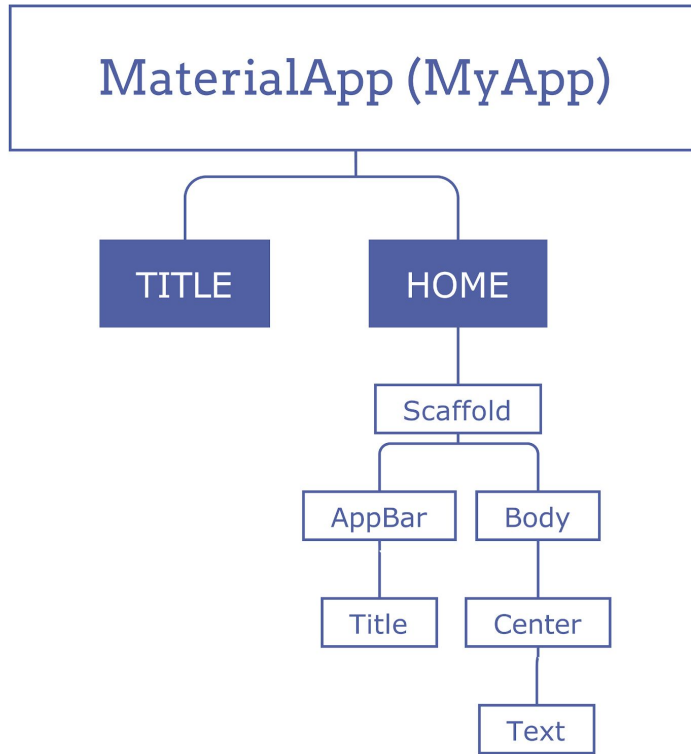 MaterialApp (MyApp)
TITLE
HOME
Scaffold
AppBar
Body
Title
Center
Text